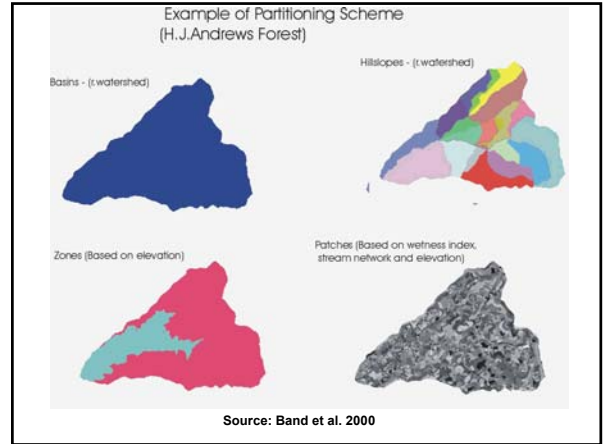 Example of Partitioning Scheme
(H.J.Andrews Forest)
Basins - (r.watershed)
Hillslopes - (r.watershed)
Zones (Based on elevation)
Patches (Based on wetness index,
stream network and elevation)
Source: Band et al. 2000